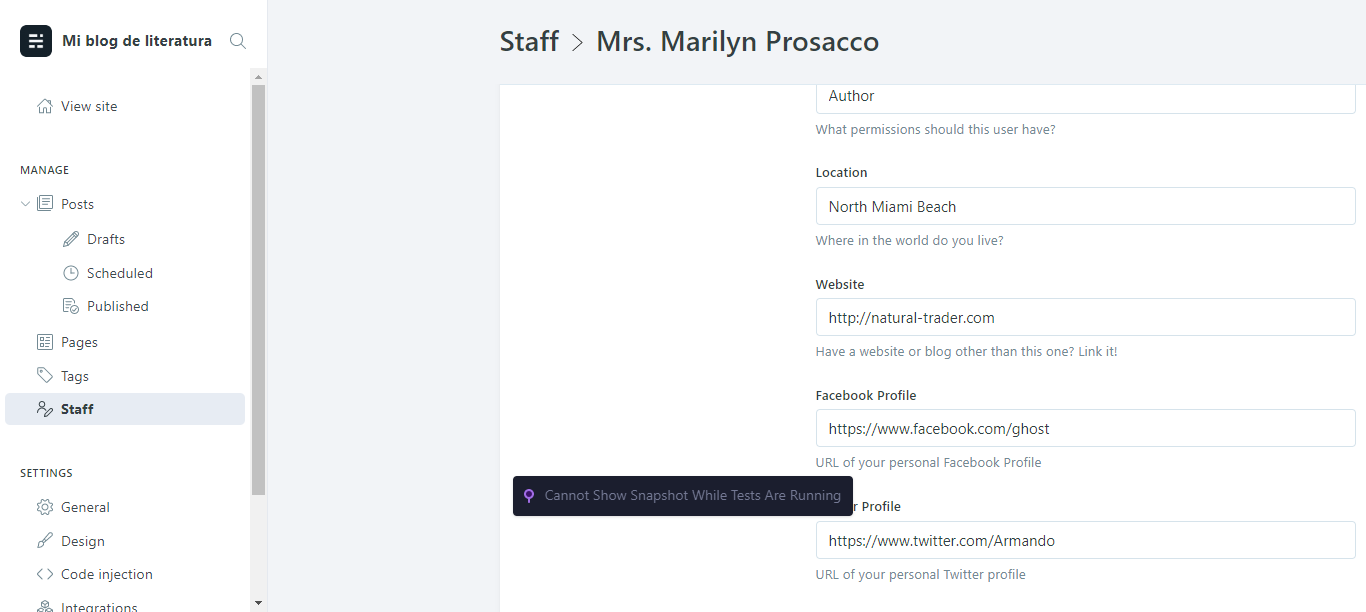 Mi blog de literatura
View site
MANAGE
Posts
Drafts
Scheduled
Published
Pages
Tags
Staff
SETTINGS
General
Design
Code injection
Integrations
Staff > Mrs. Marilyn Prosacco
Author
What permissions should this user have?
Location
North Miami Beach
Where in the world do you live?
Website
http://natural-trader.com
Have a website or blog other than this one? Link it!
Facebook Profile
https://www.facebook.com/ghost
URL of your personal Facebook Profile
Cannot Show Snapshot While Tests Are Running
r Profile
https://www.twitter.com/Armando
URL of your personal Twitter profile